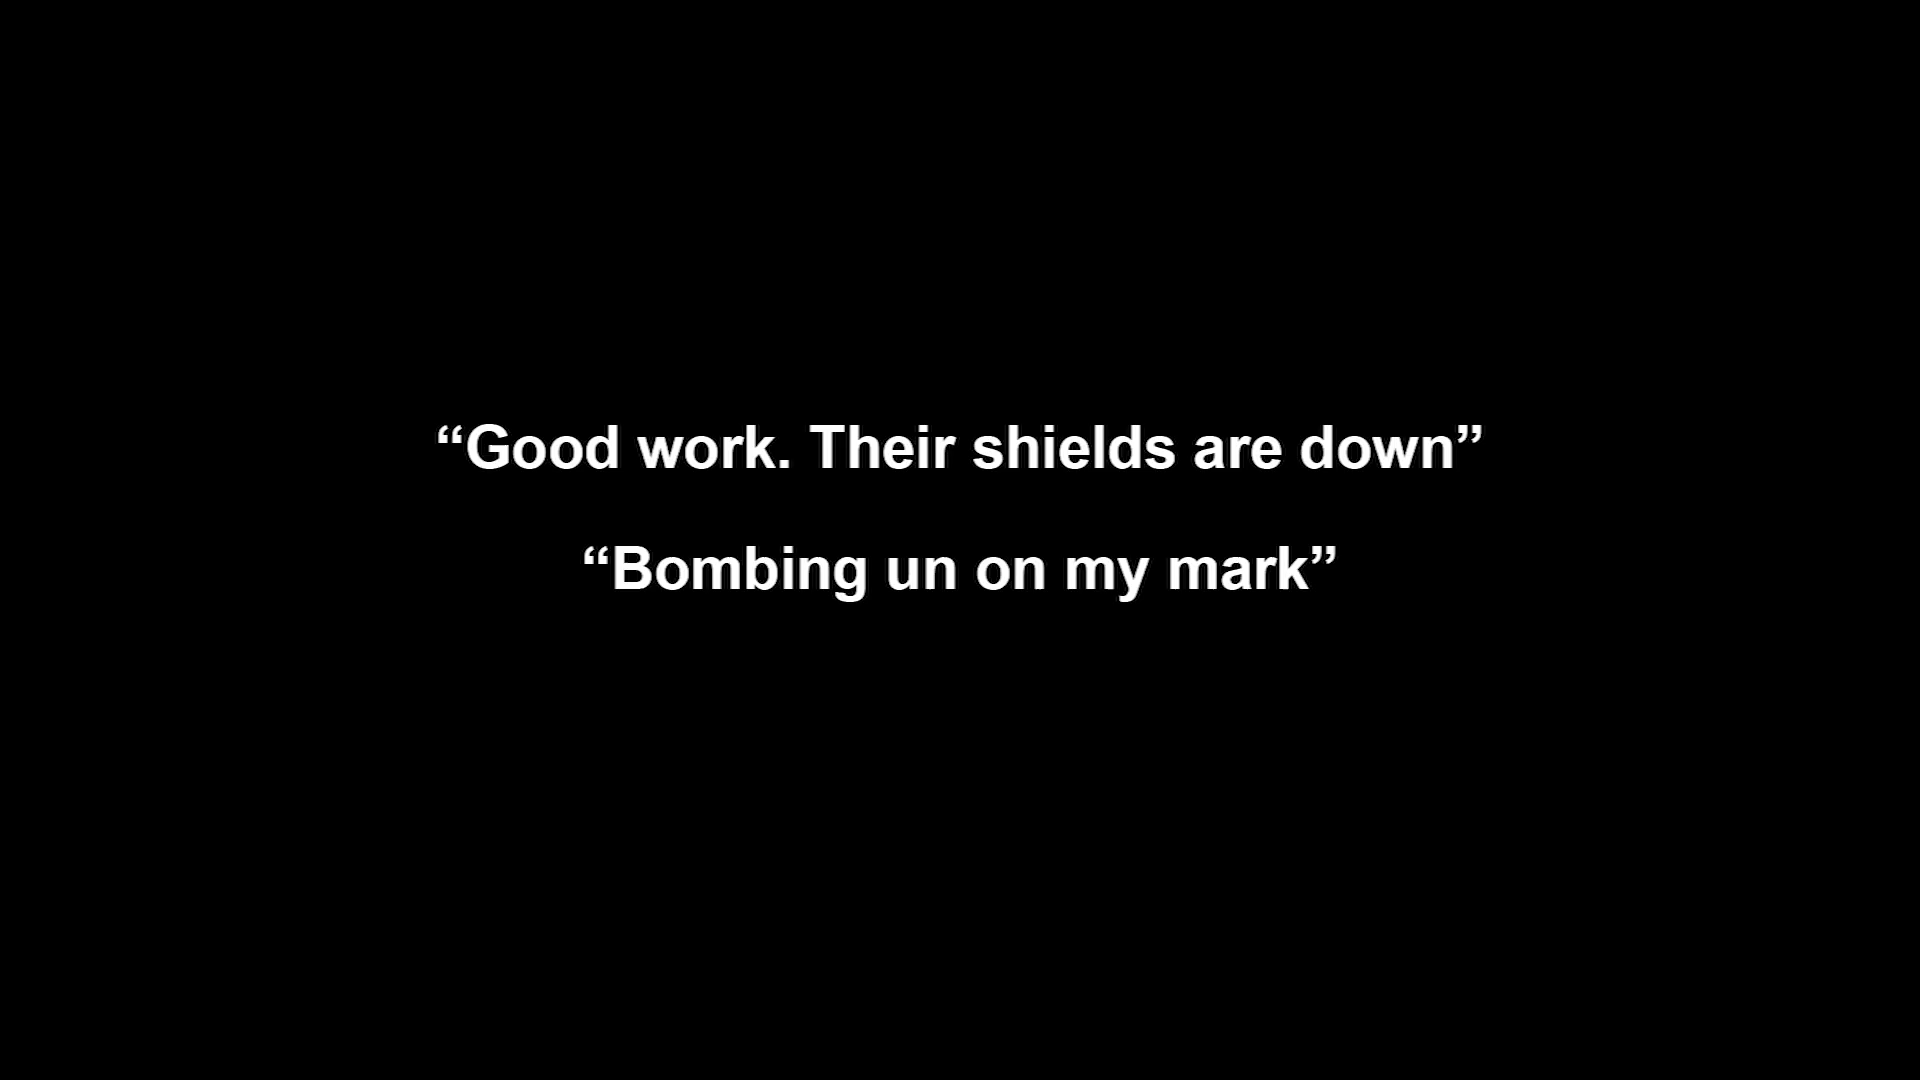 “Good work. Their shields are down”
“Bombing un on my mark”